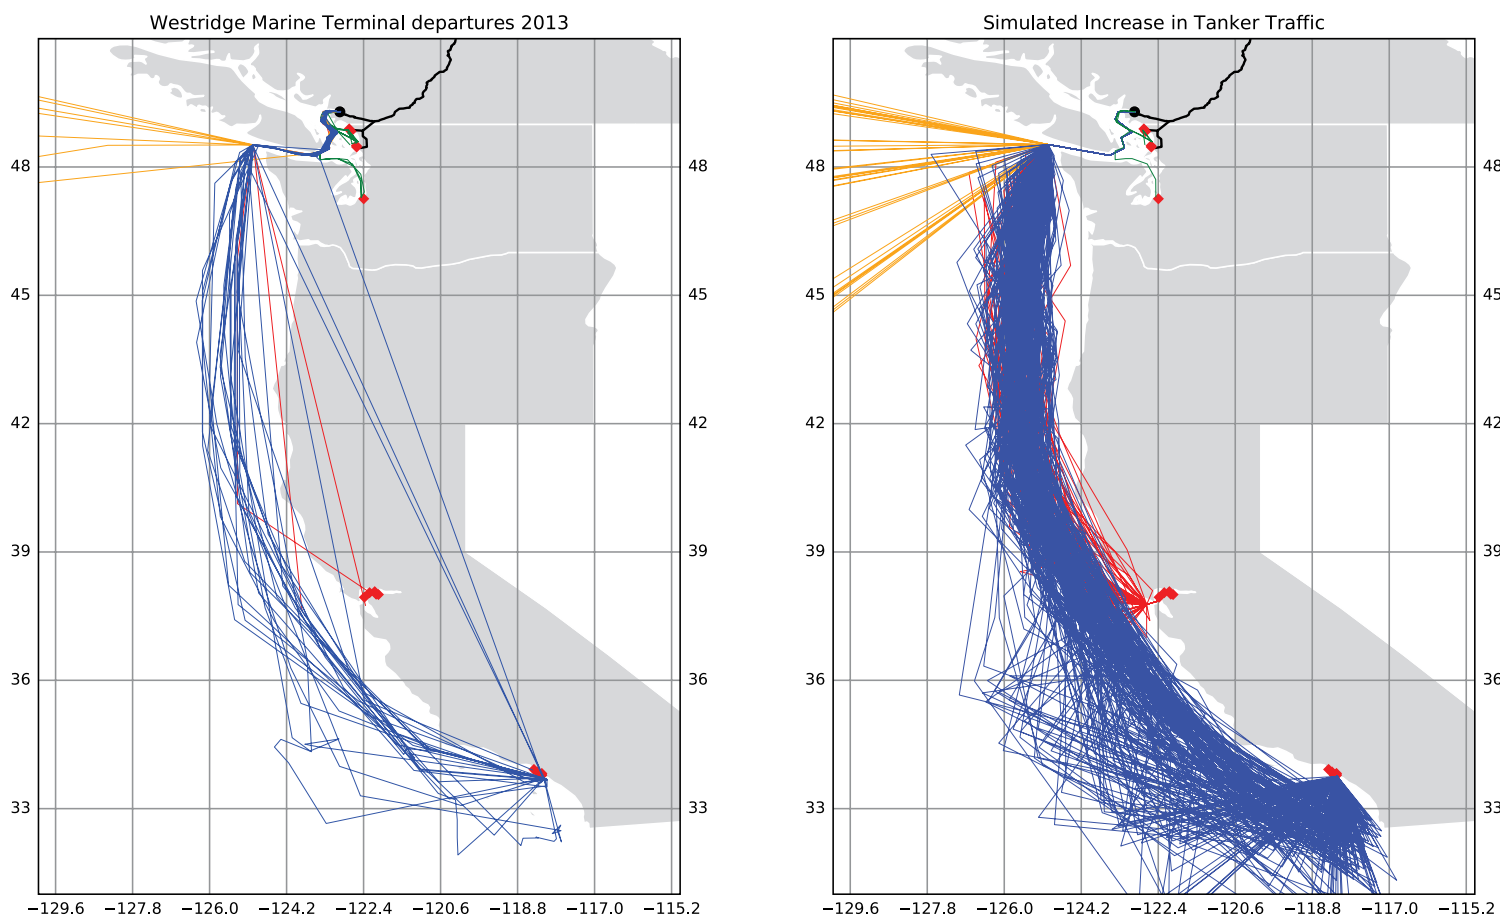 Westridge Marine Terminal departures 2013
Simulated Increase in Tanker Traffic
48 48 48
45 45 45
42 42 42
39 39 39
36 36 36
33 33 33
−129.6 −127.8 −126.0 −124.2 −122.4 −120.6 −118.8 −117.0 −115.2
−129.6 −127.8 −126.0 −124.2 −122.4 −120.6 −118.8 −117.0 −115.2